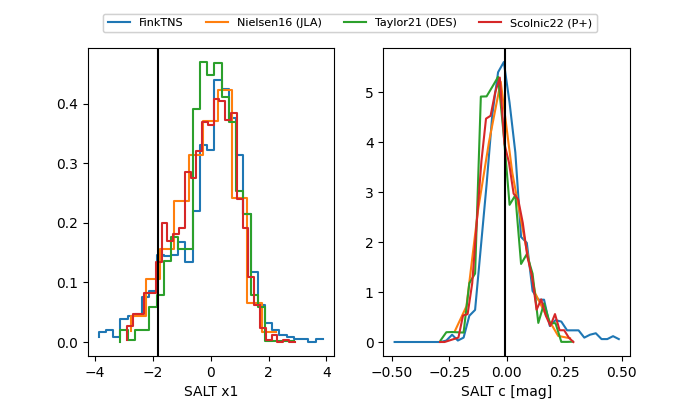 FinkTNS Nielsen16 (JLA) Taylor21 (DES) Scolnic22 (P+)
0.4
0.3
0.2
0.1
0.0
−4 −2 0 2 4
SALT x1
5
4
3
2
1
0
−0.50 −0.25 0.00 0.25 0.50
SALT c [mag]